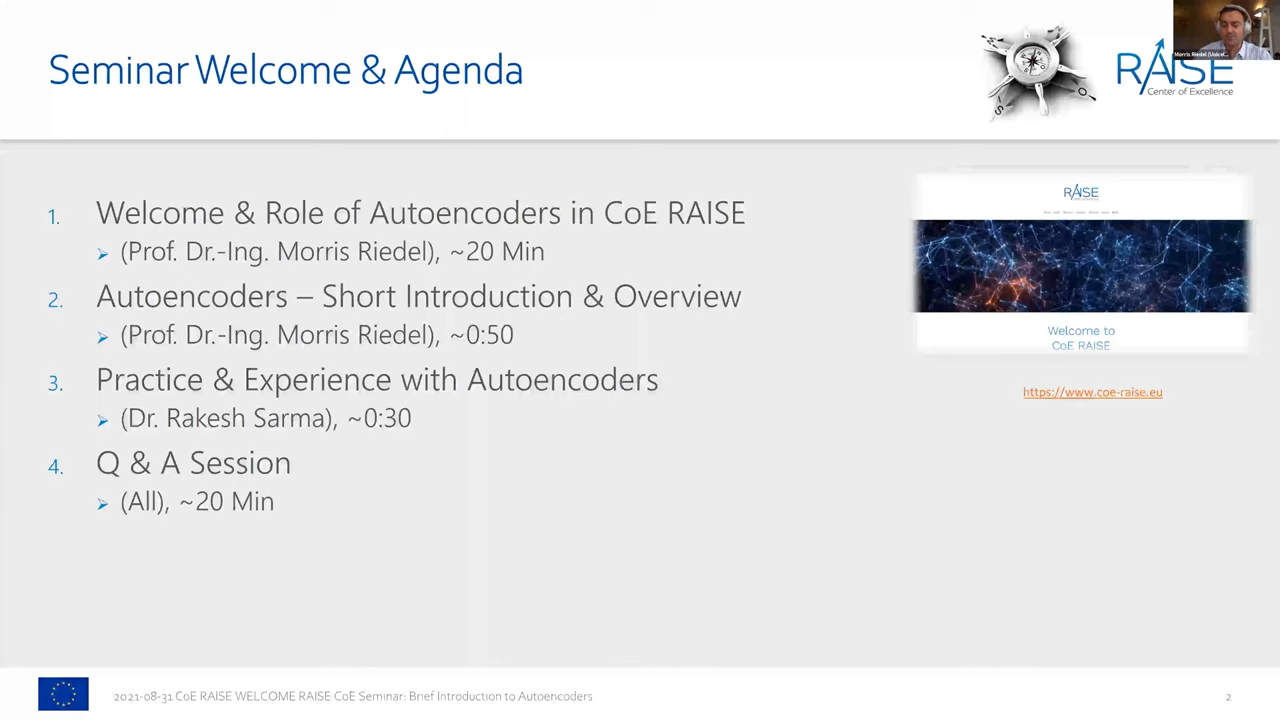 Seminar Welcome & Agenda
Morris Riedel
RAISE
Center of Excellence
1. Welcome & Role of Autoencoders in CoE RAISE
(Prof. Dr.-Ing. Morris Riedel), ~20 Min
2. Autoencoders – Short Introduction & Overview
(Prof. Dr.-Ing. Morris Riedel), ~0:50
3. Practice & Experience with Autoencoders
(Dr. Rakesh Sarma), ~0:30
4. Q & A Session
(All), ~20 Min
RAISE
Welcome to
CoE RAISE
https://www.coe-raise.eu
2021-08-31 CoE RAISE WELCOME RAISE CoE Seminar: Brief Introduction to Autoencoders
2